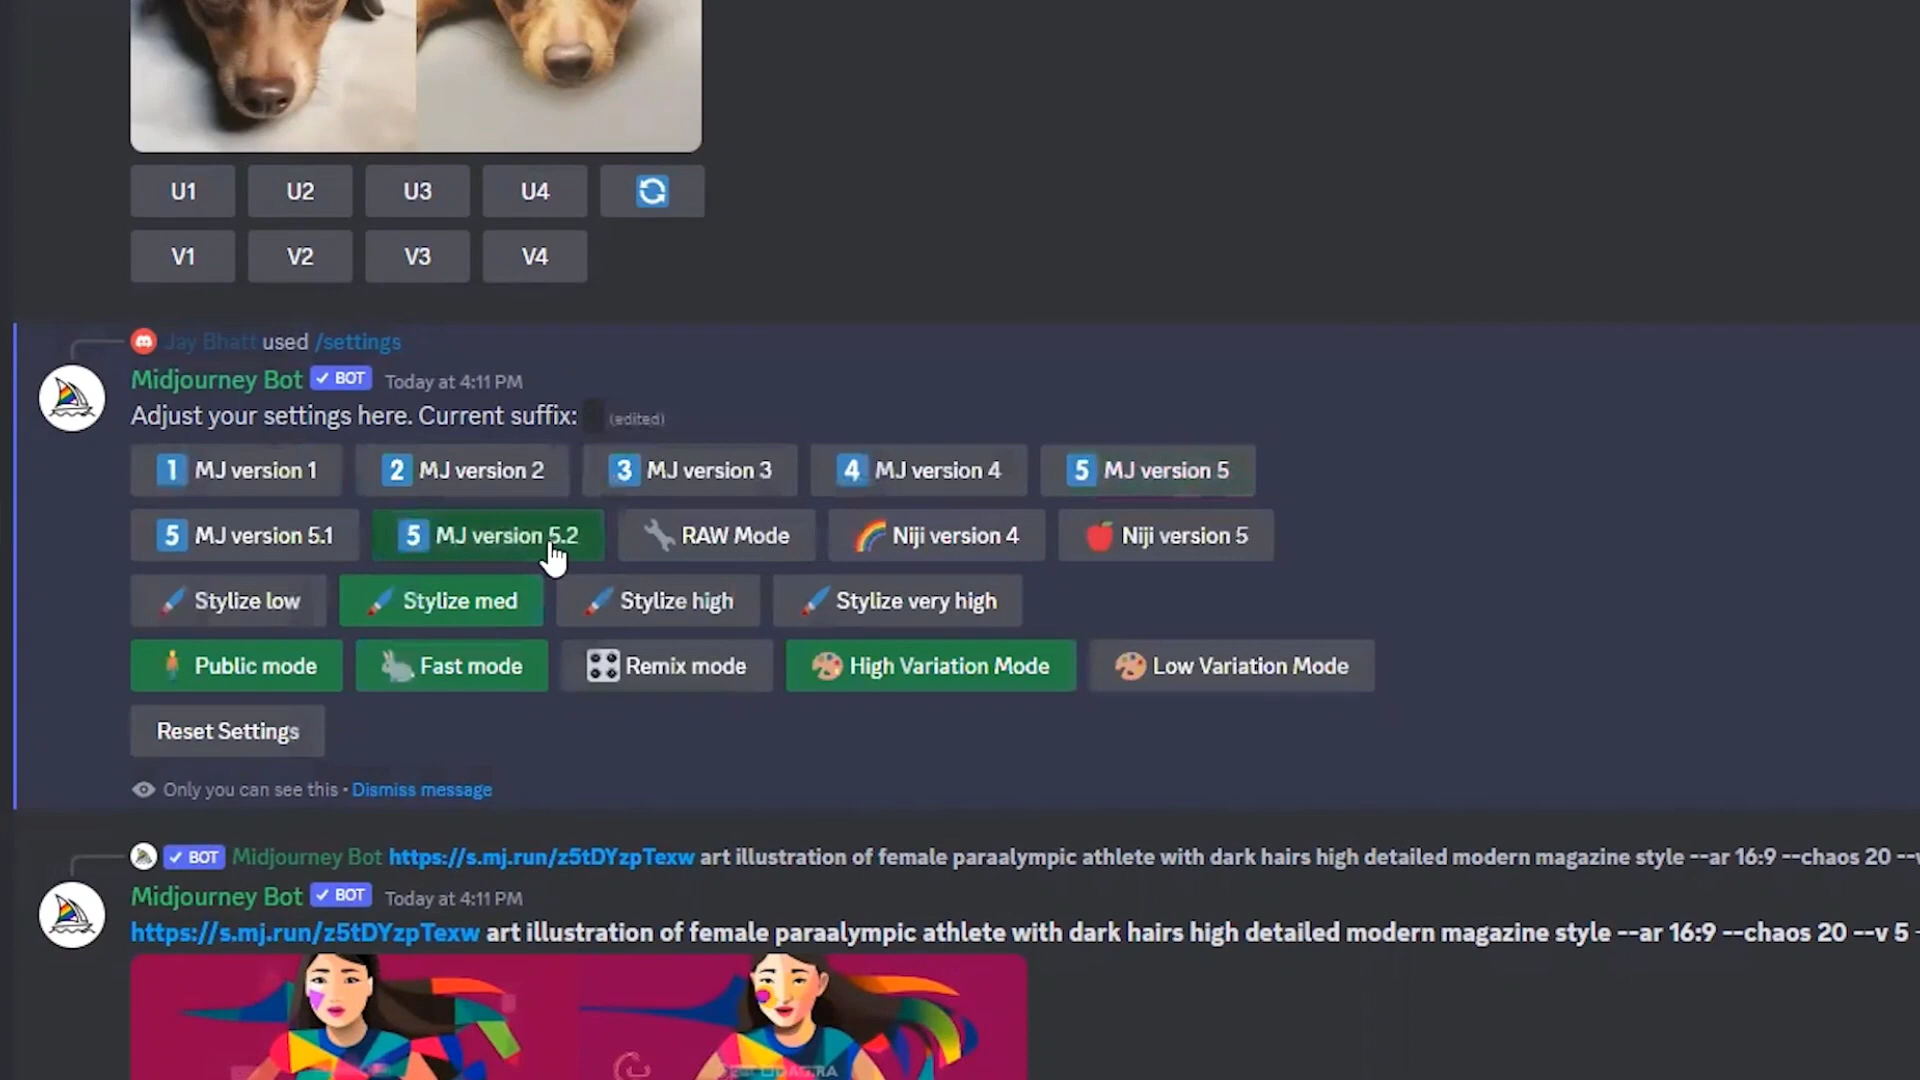 U1 U2 U3 U4
V1 V2 V3 V4
Jay Bhatt used /settings
Midjourney Bot ✓ BOT Today at 4:11 PM
Adjust your settings here. Current suffix: (edited)
1 MJ version 1 2 MJ version 2 3 MJ version 3 4 MJ version 4 5 MJ version 5
5 MJ version 5.1 5 MJ version 5.2 RAW Mode Niji version 4 Niji version 5
Stylize low Stylize med Stylize high Stylize very high
Public mode Fast mode Remix mode High Variation Mode Low Variation Mode
Reset Settings
Only you can see this • Dismiss message
✓ BOT Midjourney Bot https://s.mj.run/z5tDYzpTexw art illustration of female paraalympic athlete with dark hairs high detailed modern magazine style --ar 16:9 --chaos 20 --v
Midjourney Bot ✓ BOT Today at 4:11 PM
https://s.mj.run/z5tDYzpTexw art illustration of female paraalympic athlete with dark hairs high detailed modern magazine style --ar 16:9 --chaos 20 --v 5 -